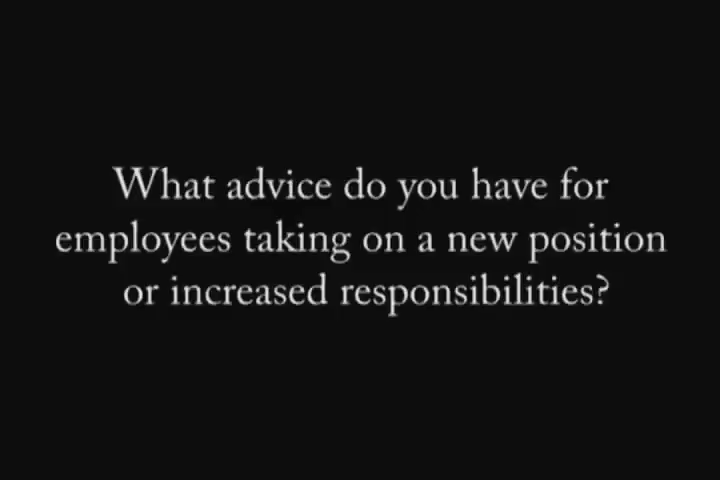 What advice do you have for
employees taking on a new position
or increased responsibilities?